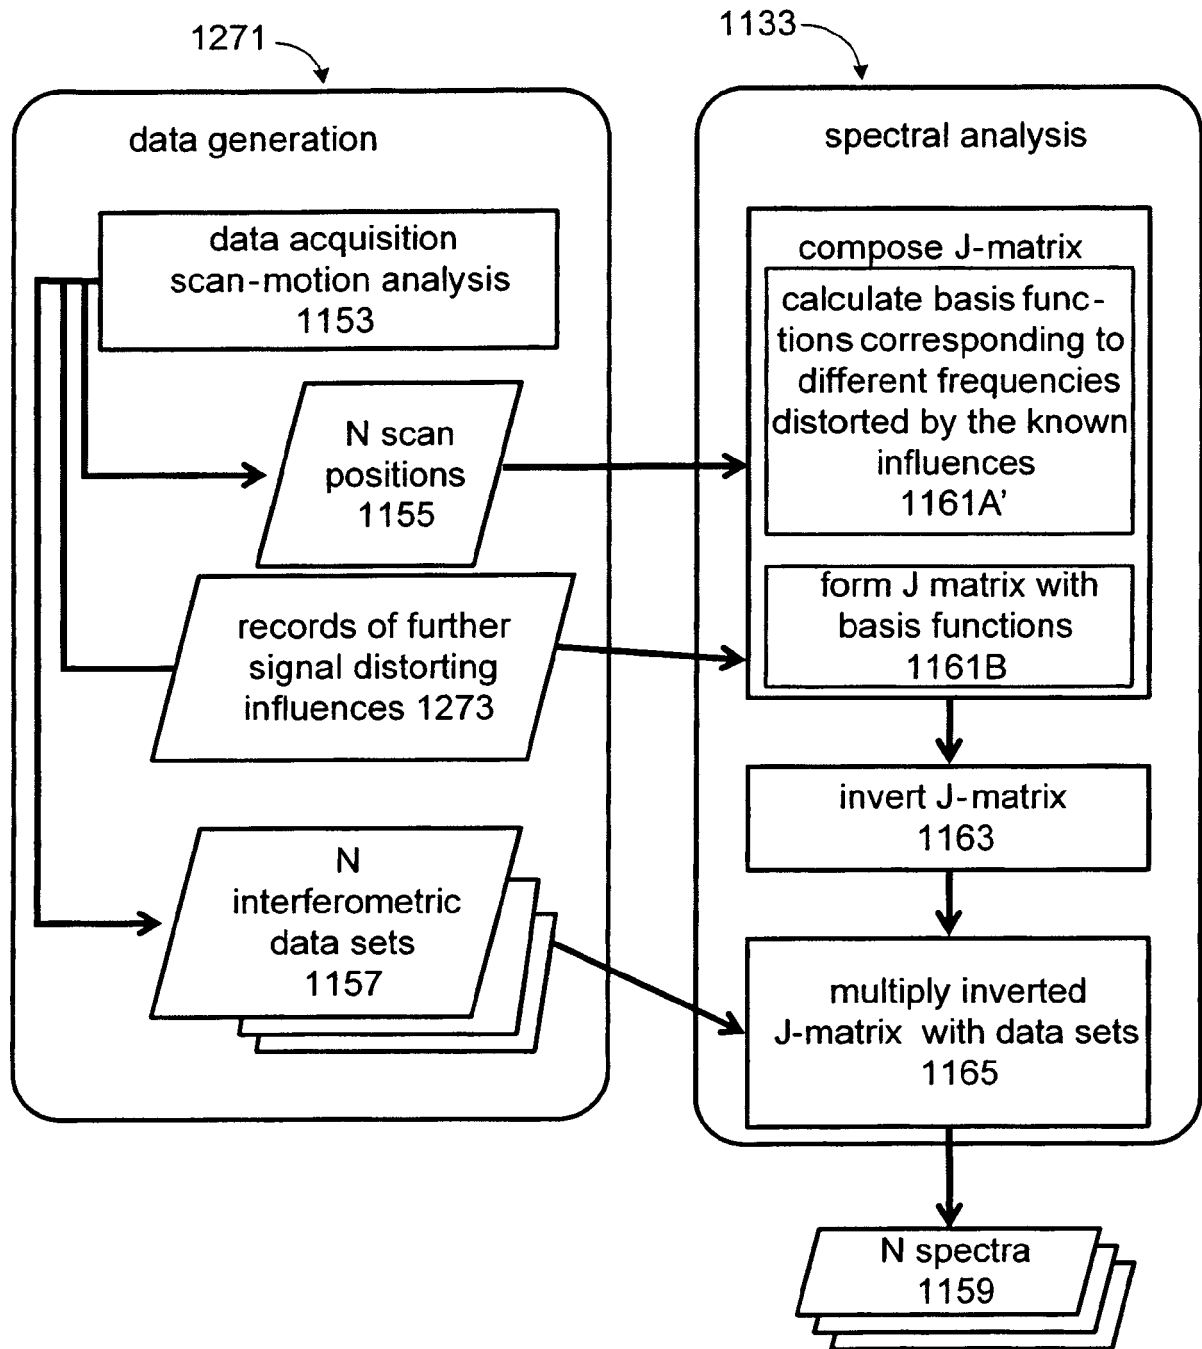 1271
1133
data generation
data acquisition
scan-motion analysis
1153
N scan
positions
1155
records of further
signal distorting
influences 1273
N
interferometric
data sets
1157
spectral analysis
compose J-matrix
calculate basis func-
tions corresponding to
different frequencies
distorted by the known
influences
1161A'
form J matrix with
basis functions
1161B
invert J-matrix
1163
multiply inverted
J-matrix with data sets
1165
N spectra
1159